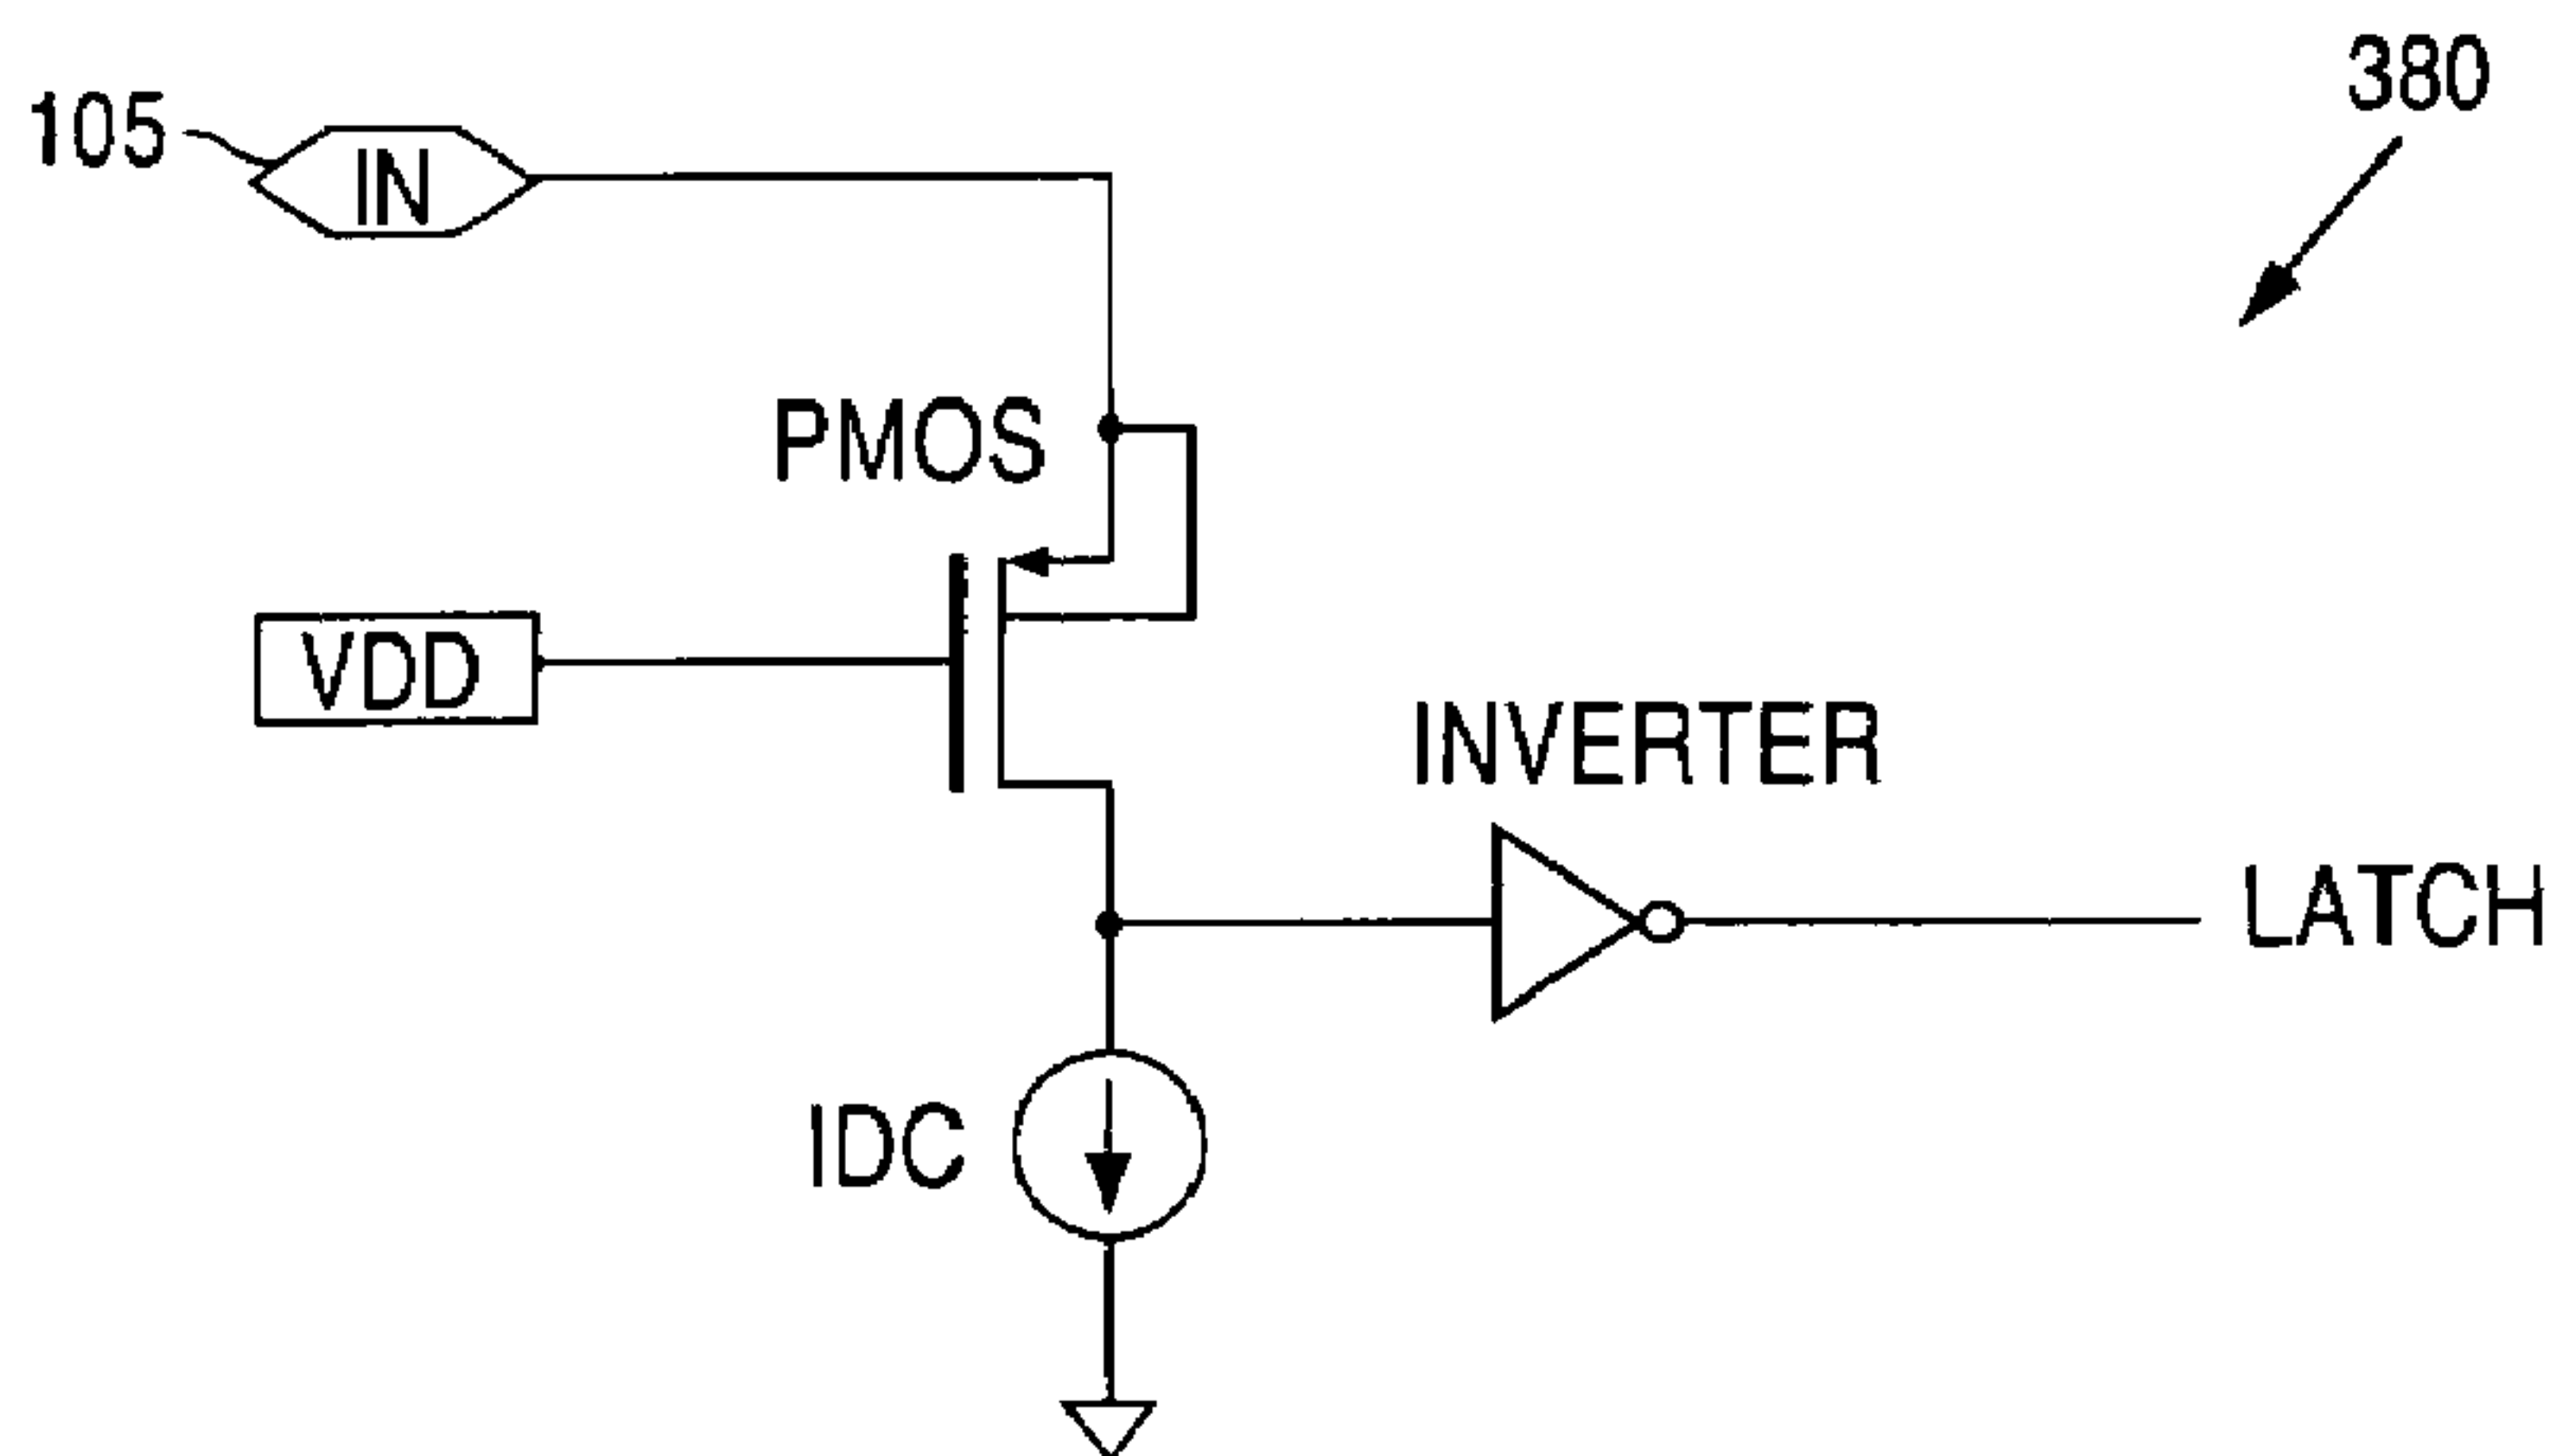 380
105
IN
PMOS
VDD
INVERTER
LATCH
IDC